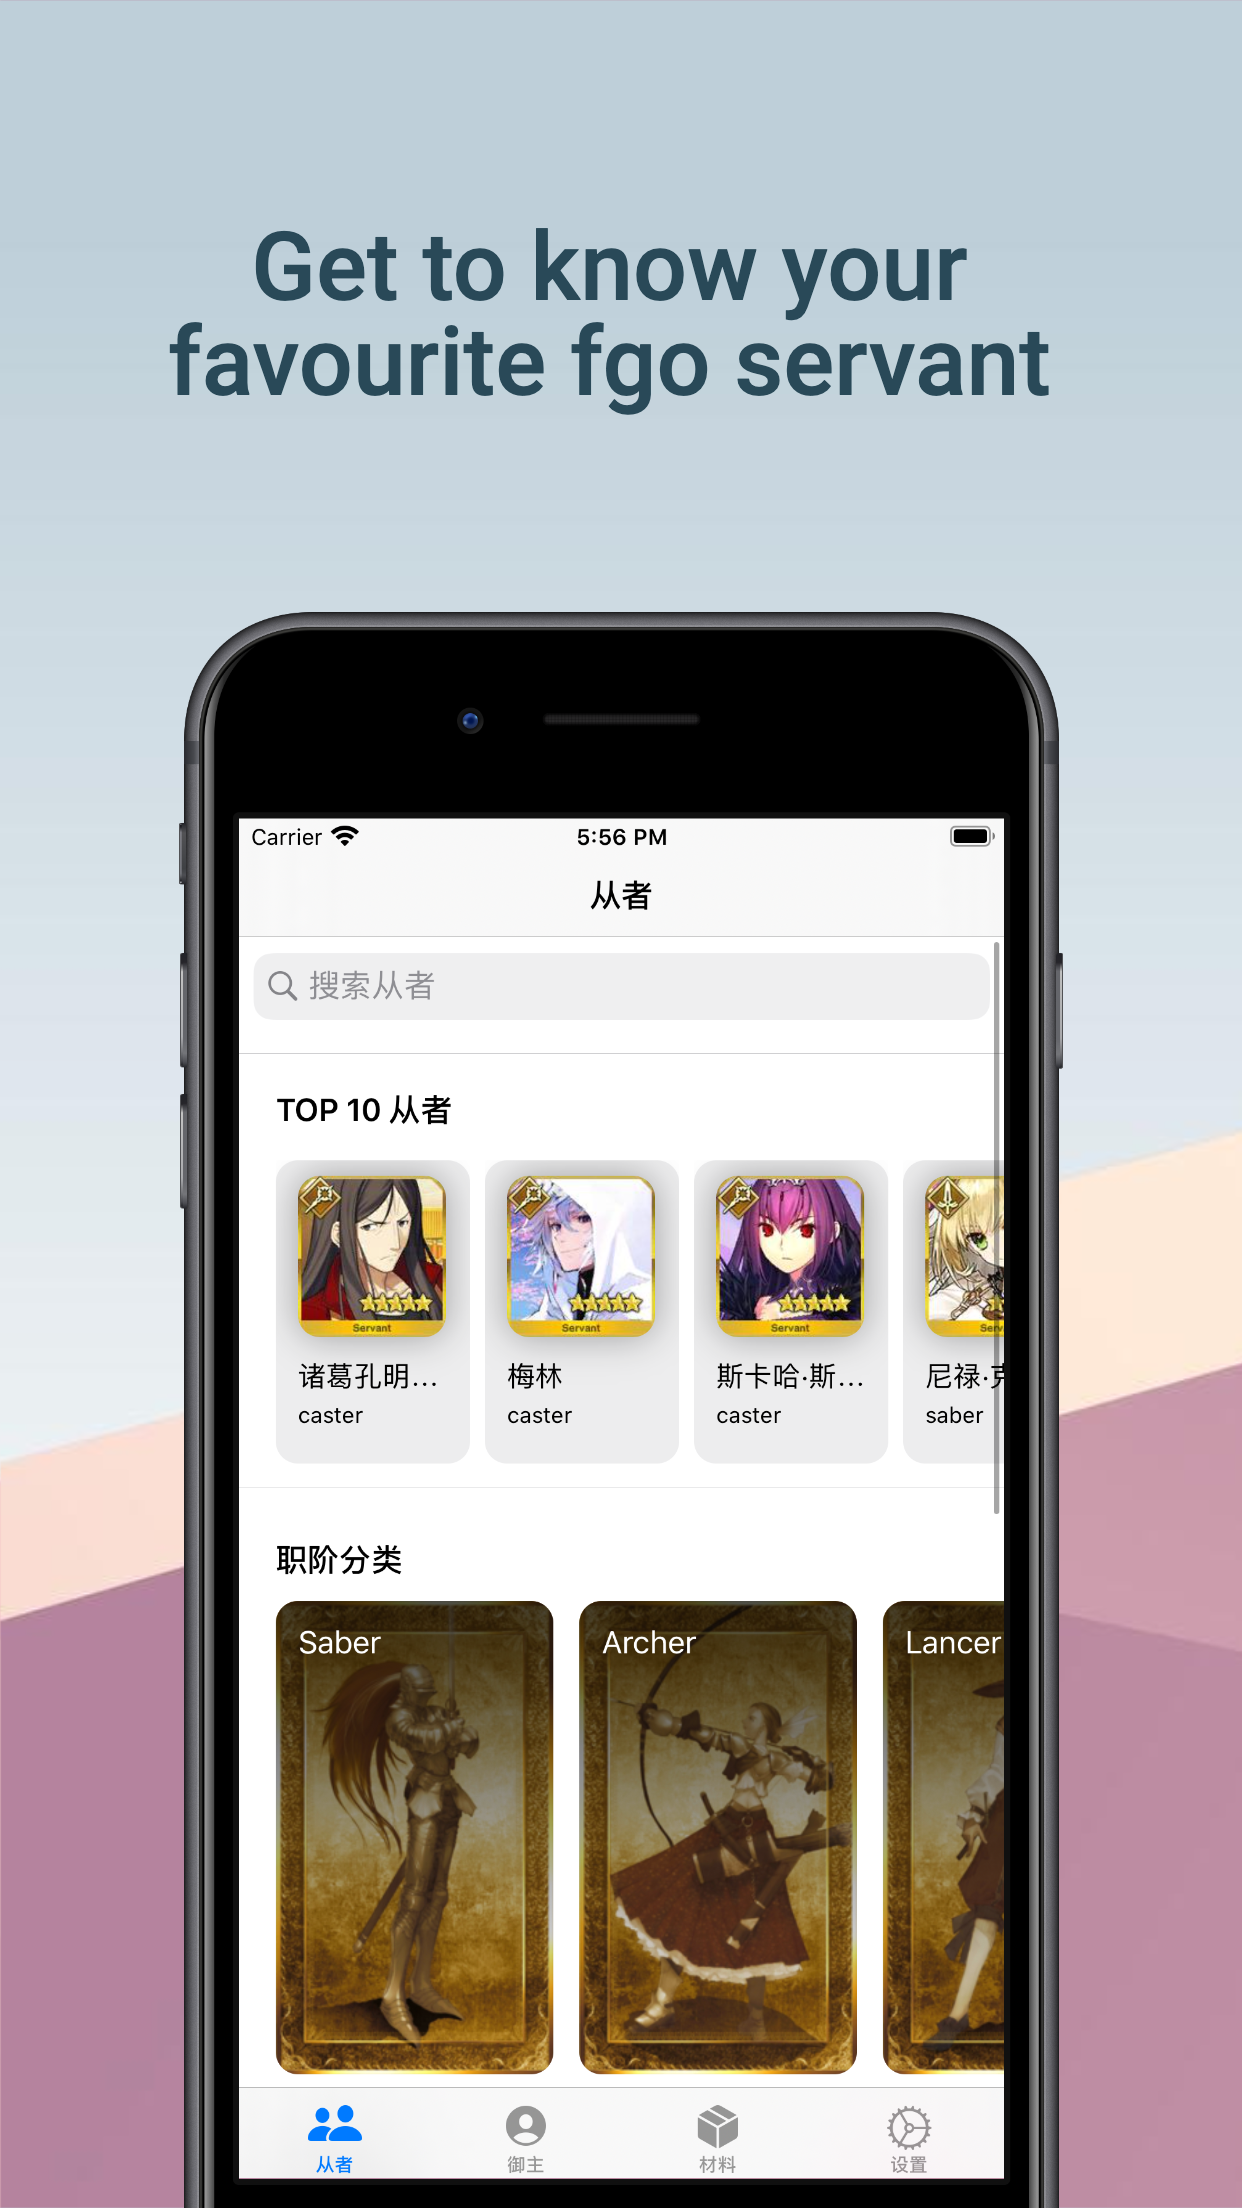 Get to know your
favourite fgo servant
Carrier 5:56 PM
从者
搜索从者
TOP 10 从者
Servant Servant Servant
诸葛孔明... 梅林 斯卡哈·斯... 尼禄·克
caster caster caster saber
职阶分类
Saber Archer Lancer
从者 御主 材料 设置